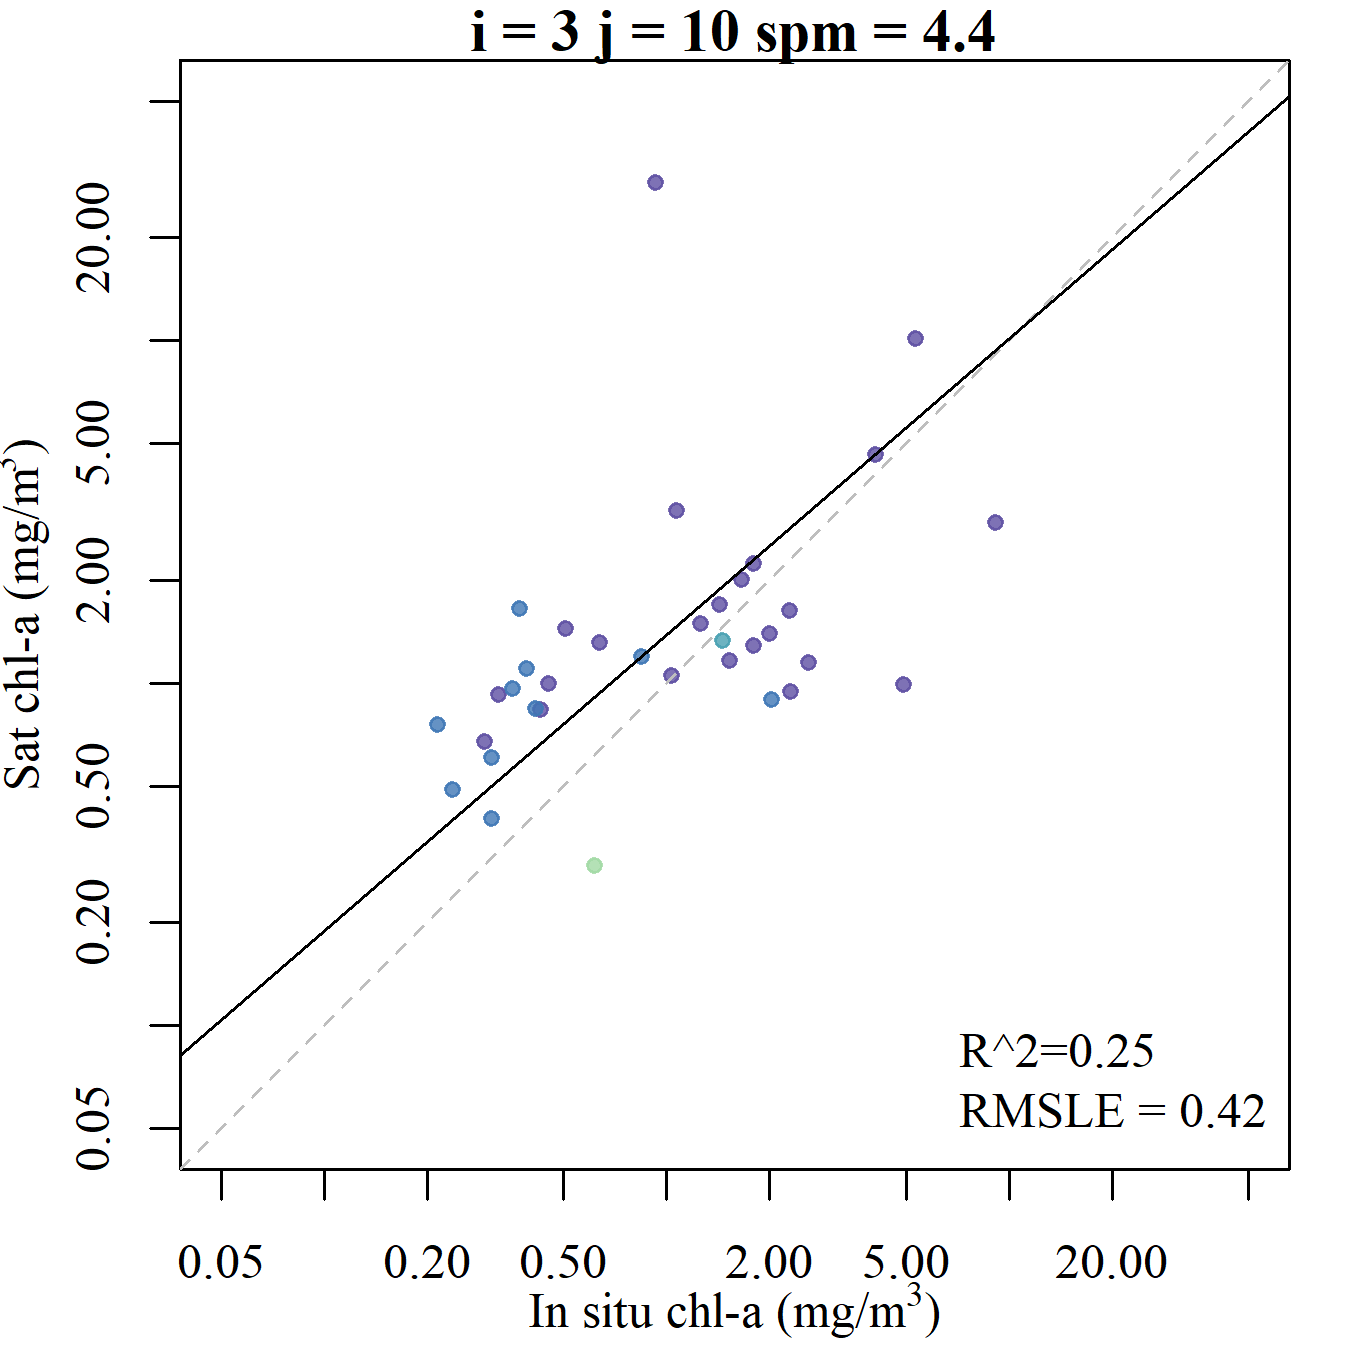 i = 3 j = 10 spm = 4.4
Sat chl-a (mg/m³)
20.00
5.00
2.00
0.50
0.20
0.05
R^2=0.25
RMSLE = 0.42
0.05 0.20 0.50 2.00 5.00 20.00
In situ chl-a (mg/m³)